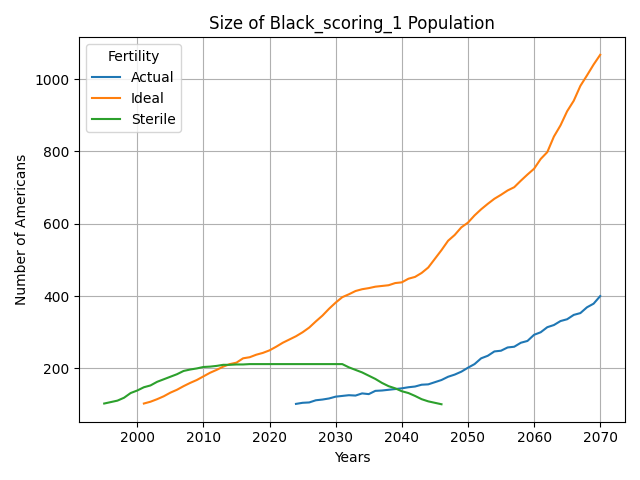 Size of Black_scoring_1 Population
Fertility
Actual
Ideal
Sterile
Number of Americans
1000
800
600
400
200
2000 2010 2020 2030 2040 2050 2060 2070
Years